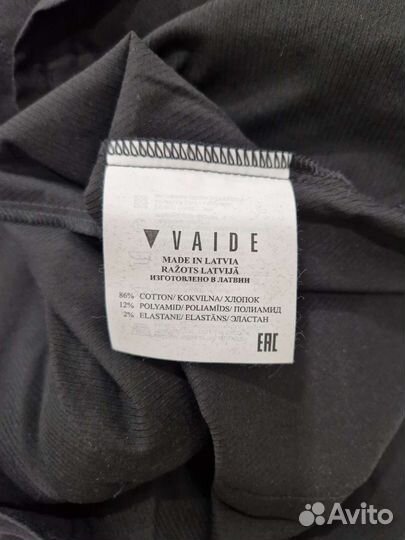 VAIDE
MADE IN LATVIA
RAŽOTS LATVIJĀ
ИЗГОТОВЛЕНО В ЛАТВИИ
86% COTTON/ KOKVILNA/ ХЛОПОК
12% POLYAMID/ POLIAMĪDS/ ПОЛИАМИД
2% ELASTANE/ ELASTĀNS/ ЭЛАСТАН
EAC
Avito